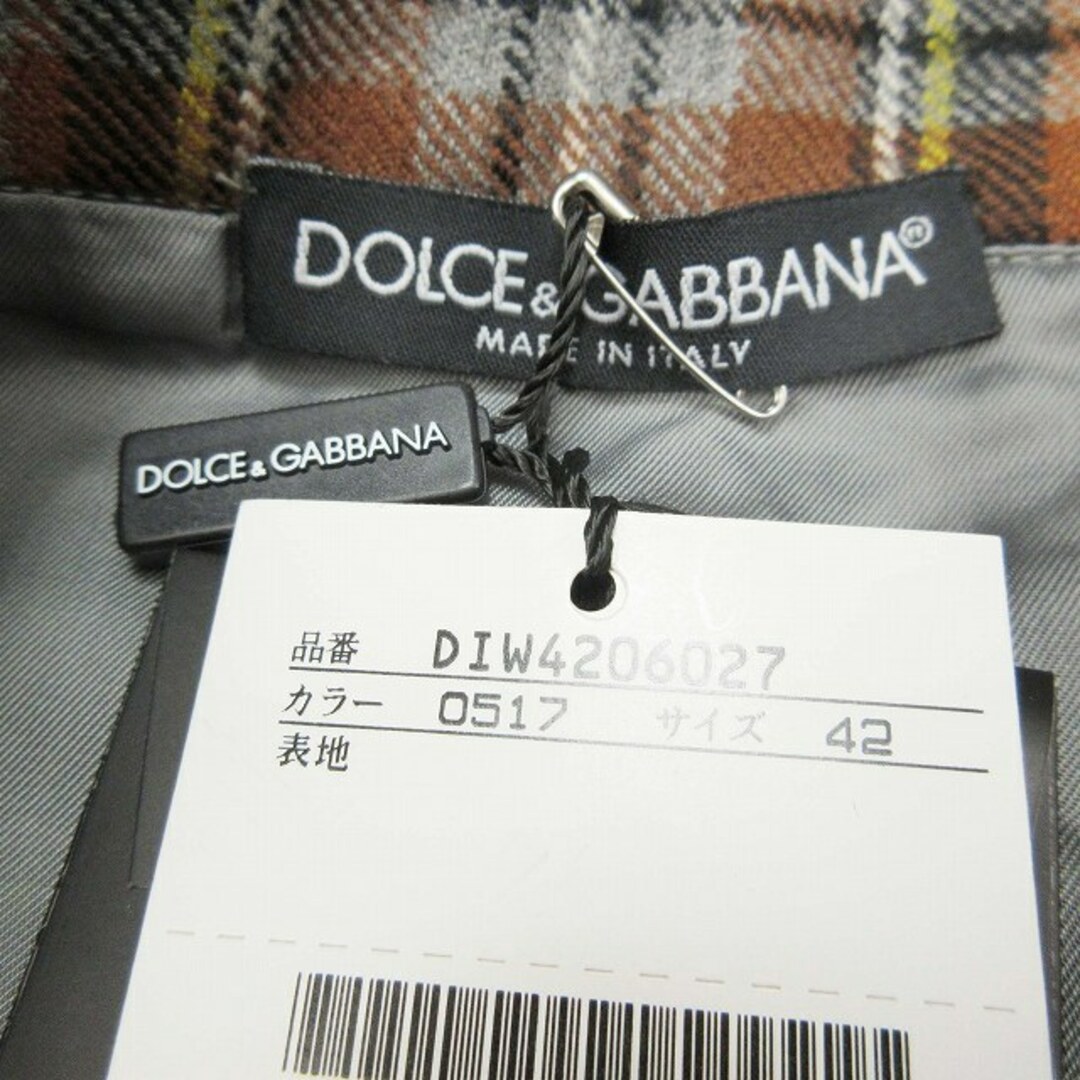 DOLCE&GABBANA®
MADE IN ITALY
DOLCE&GABBANA
品番 DIW4206027
カラー 0517 サイズ 42
表地